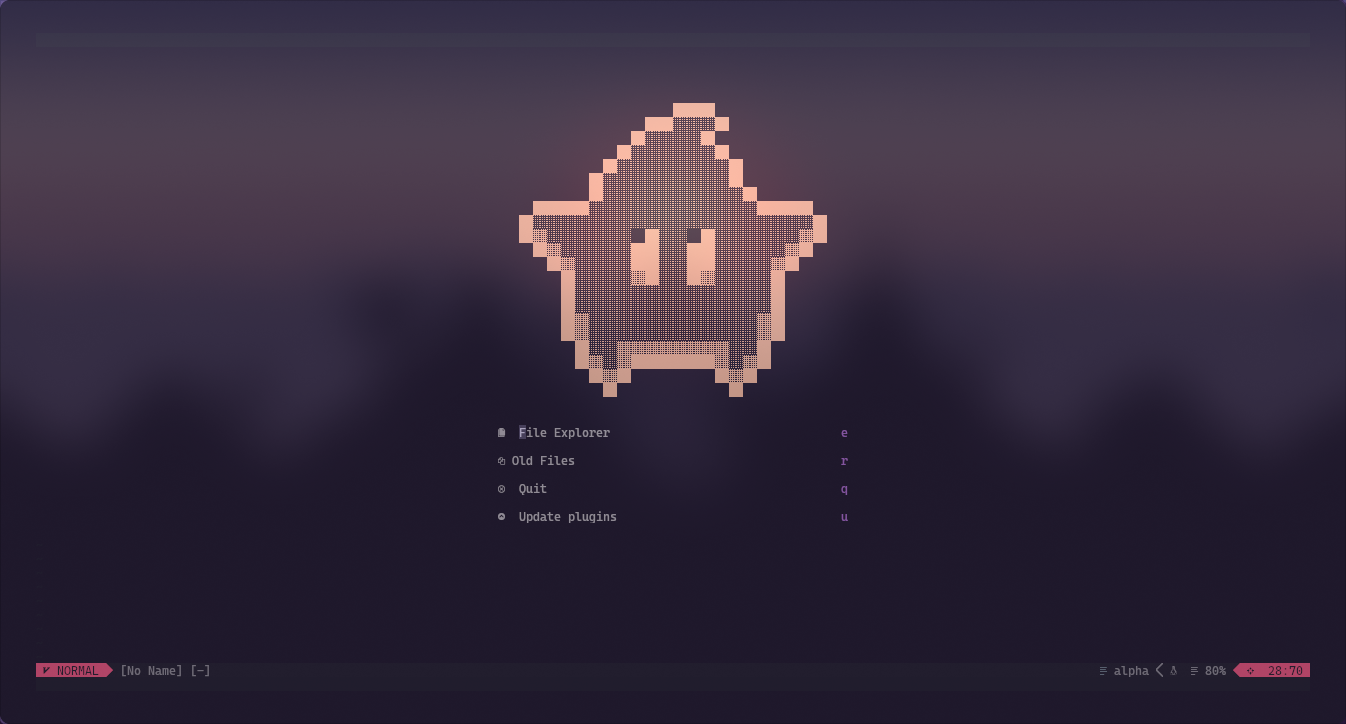 File Explorer e
Old Files r
Quit q
Update plugins u
NORMAL [No Name] [-] alpha 80% 28:70